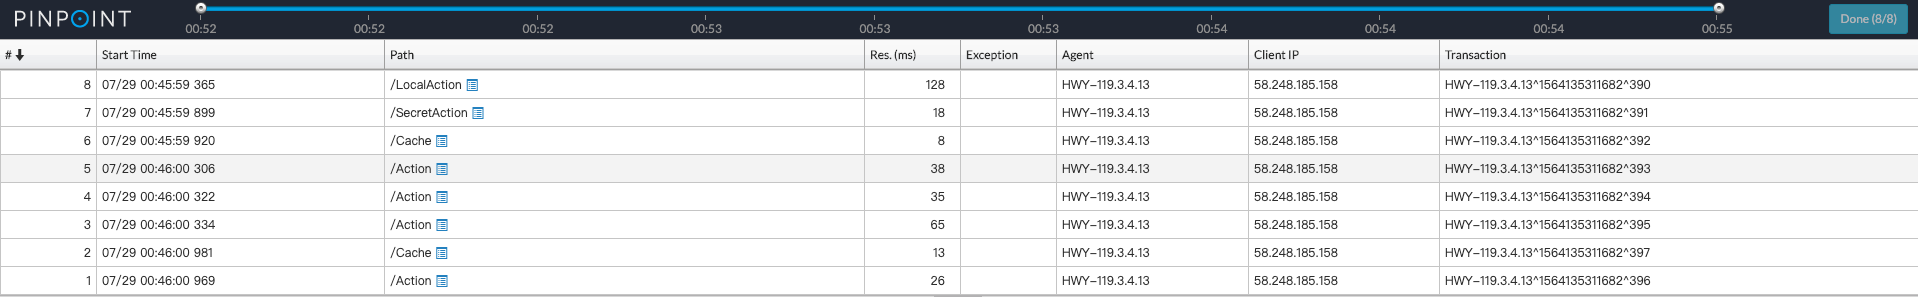 PINPOINT
00:52 00:52 00:52 00:53 00:53 00:53 00:54 00:54 00:54 00:55
Done (8/8)
# Start Time Path Res. (ms) Exception Agent Client IP Transaction
8 07/29 00:45:59 365 /LocalAction 128 HWY-119.3.4.13 58.248.185.158 HWY-119.3.4.13^1564135311682^390
7 07/29 00:45:59 899 /SecretAction 18 HWY-119.3.4.13 58.248.185.158 HWY-119.3.4.13^1564135311682^391
6 07/29 00:45:59 920 /Cache 8 HWY-119.3.4.13 58.248.185.158 HWY-119.3.4.13^1564135311682^392
5 07/29 00:46:00 306 /Action 38 HWY-119.3.4.13 58.248.185.158 HWY-119.3.4.13^1564135311682^393
4 07/29 00:46:00 322 /Action 35 HWY-119.3.4.13 58.248.185.158 HWY-119.3.4.13^1564135311682^394
3 07/29 00:46:00 334 /Action 65 HWY-119.3.4.13 58.248.185.158 HWY-119.3.4.13^1564135311682^395
2 07/29 00:46:00 981 /Cache 13 HWY-119.3.4.13 58.248.185.158 HWY-119.3.4.13^1564135311682^397
1 07/29 00:46:00 969 /Action 26 HWY-119.3.4.13 58.248.185.158 HWY-119.3.4.13^1564135311682^396